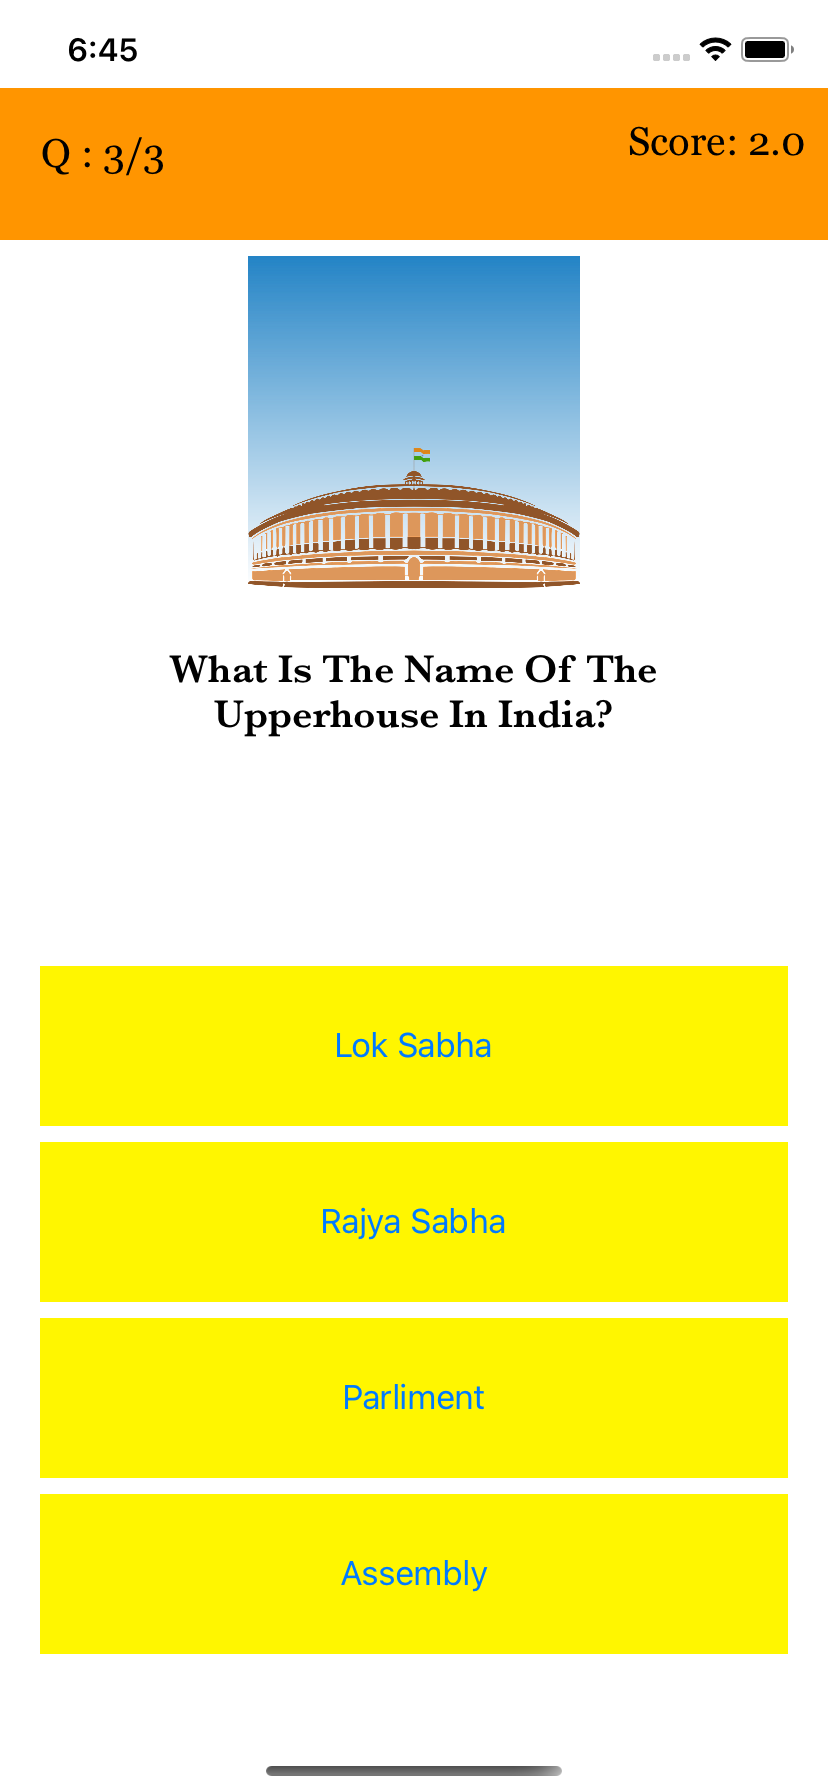 6:45
Q : 3/3
Score: 2.0
What Is The Name Of The
Upperhouse In India?
Lok Sabha
Rajya Sabha
Parliment
Assembly